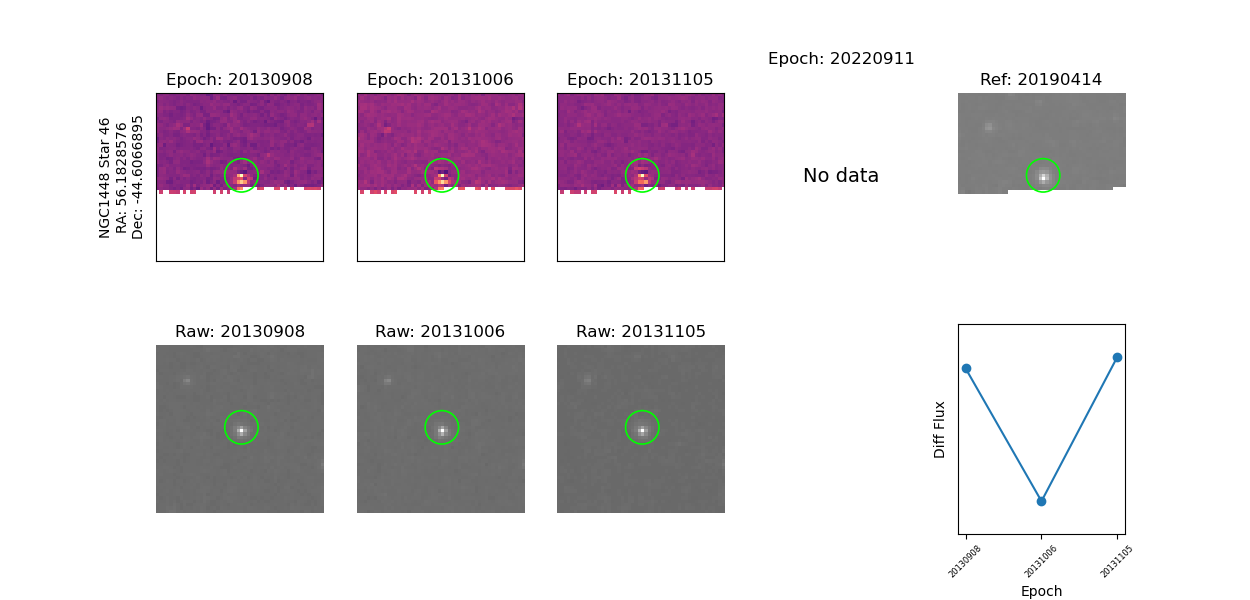 Epoch: 20220911
Epoch: 20130908
Epoch: 20131006
Epoch: 20131105
Ref: 20190414
NGC1448 Star 46
RA: 56.1828576
Dec: -44.6066895
No data
Raw: 20130908
Raw: 20131006
Raw: 20131105
Diff Flux
20130908
20131006
20131105
Epoch